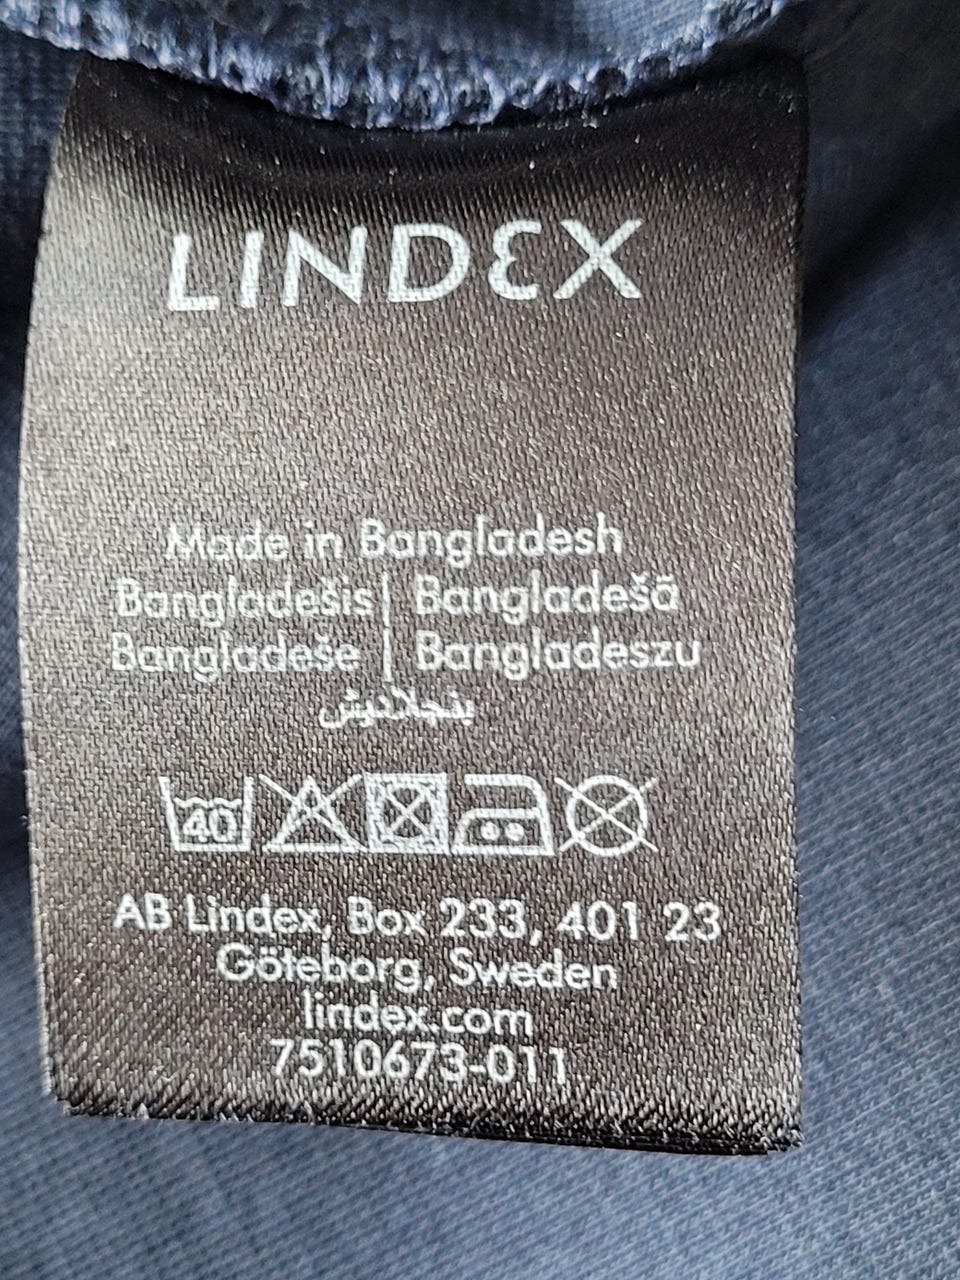 LINDEX
Made in Bangladesh
Bangladešis | Bangladešā
Bangladeše | Bangladeszu
بنجلاديش
40
AB Lindex, Box 233, 401 23
Göteborg, Sweden
lindex.com
7510673-011